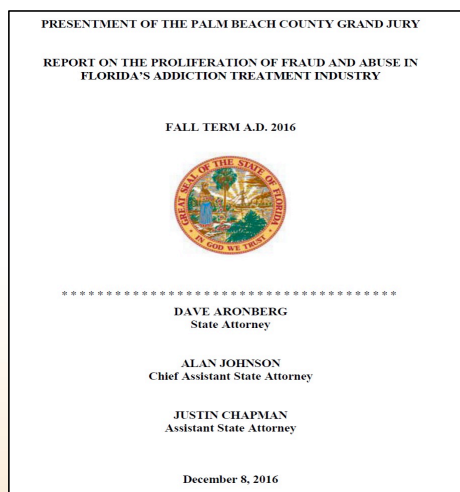 PRESENTMENT OF THE PALM BEACH COUNTY GRAND JURY
REPORT ON THE PROLIFERATION OF FRAUD AND ABUSE IN
FLORIDA'S ADDICTION TREATMENT INDUSTRY
FALL TERM A.D. 2016
GREAT SEAL OF THE STATE OF FLORIDA
IN GOD WE TRUST
* * * * * * * * * * * * * * * * * * * * * * * * * * * * * * * * * * * * * *
DAVE ARONBERG
State Attorney
ALAN JOHNSON
Chief Assistant State Attorney
JUSTIN CHAPMAN
Assistant State Attorney
December 8, 2016